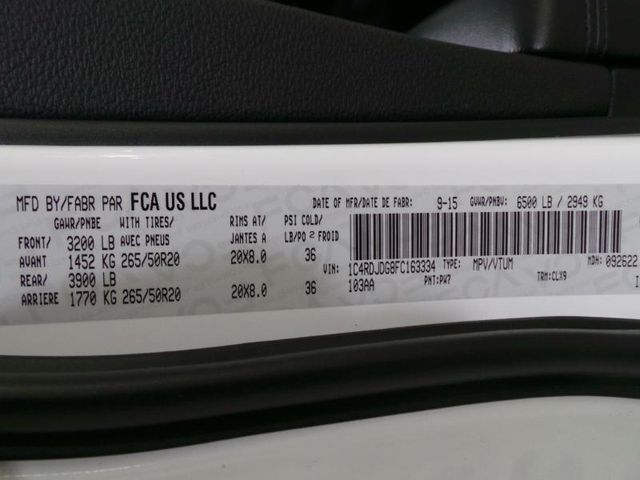 MFD BY/FABR PAR FCA US LLC DATE OF MFR/DATE DE FABR: 9-15 GVWR/PNBV: 6500 LB / 2949 KG
GAWR/PNBE WITH TIRES/ RIMS AT/ PSI COLD/
FRONT/ 3200 LB AVEC PNEUS JANTES A LB/PO 2 FROID
AVANT 1452 KG 265/50R20 20X8.0 36 VIN: 1C4RDJDG8FC163334 TYPE: MPV/VTUM MDH: 092622
REAR/ 3900 LB 103AA PNT: PW7 TRM: CLX9
ARRIERE 1770 KG 265/50R20 20X8.0 36